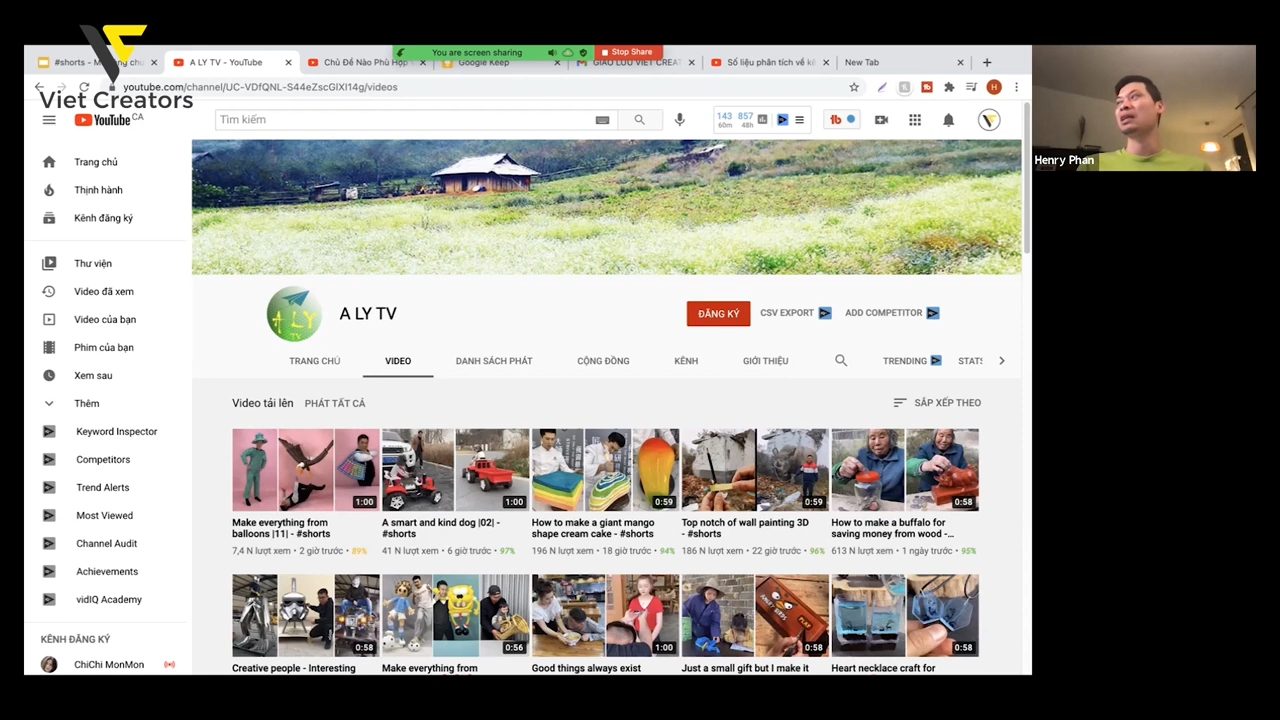 #shorts - M
A LY TV - YouTube
Chủ Đề Nào Phù Hợp
Google Keep
GIAO LƯU VIET CREAT
Số liệu phân tích về kê
New Tab
You are screen sharing
Stop Share
Viet Creators
youtube.com/channel/UC-VDfQNL-S44eZscGIXI14g/videos
YouTube CA
Tìm kiếm
143 857
60m 48h
Henry Phan
Trang chủ
Thịnh hành
Kênh đăng ký
Thư viện
Video đã xem
Video của bạn
Phim của bạn
Xem sau
Thêm
Keyword Inspector
Competitors
Trend Alerts
Most Viewed
Channel Audit
Achievements
vidIQ Academy
KÊNH ĐĂNG KÝ
ChiChi MonMon
A LY TV
A LY TV
ĐĂNG KÝ
CSV EXPORT
ADD COMPETITOR
TRANG CHỦ
VIDEO
DANH SÁCH PHÁT
CỘNG ĐỒNG
KÊNH
GIỚI THIỆU
TRENDING
STATS
Video tải lên PHÁT TẤT CẢ
SẮP XẾP THEO
1:00
1:00
0:59
0:59
0:58
Make everything from
balloons |11| - #shorts
7,4 N lượt xem • 2 giờ trước • 89%
A smart and kind dog |02| -
#shorts
41 N lượt xem • 6 giờ trước • 97%
How to make a giant mango
shape cream cake - #shorts
196 N lượt xem • 18 giờ trước • 94%
Top notch of wall painting 3D
- #shorts
186 N lượt xem • 22 giờ trước • 96%
How to make a buffalo for
saving money from wood -...
613 N lượt xem • 1 ngày trước • 95%
0:58
0:56
1:00
0:58
0:58
Creative people - Interesting
Make everything from
Good things always exist
Just a small gift but I make it
Heart necklace craft for